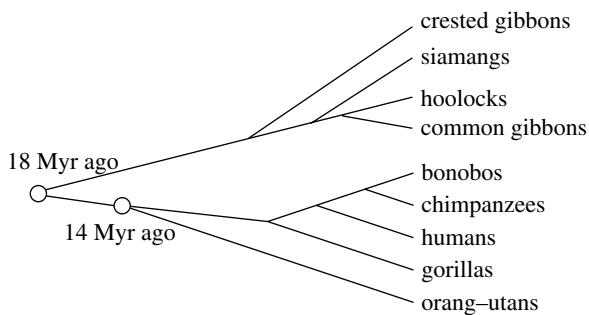 crested gibbons
siamangs
hoolocks
common gibbons
18 Myr ago
bonobos
chimpanzees
14 Myr ago
humans
gorillas
orang–utans